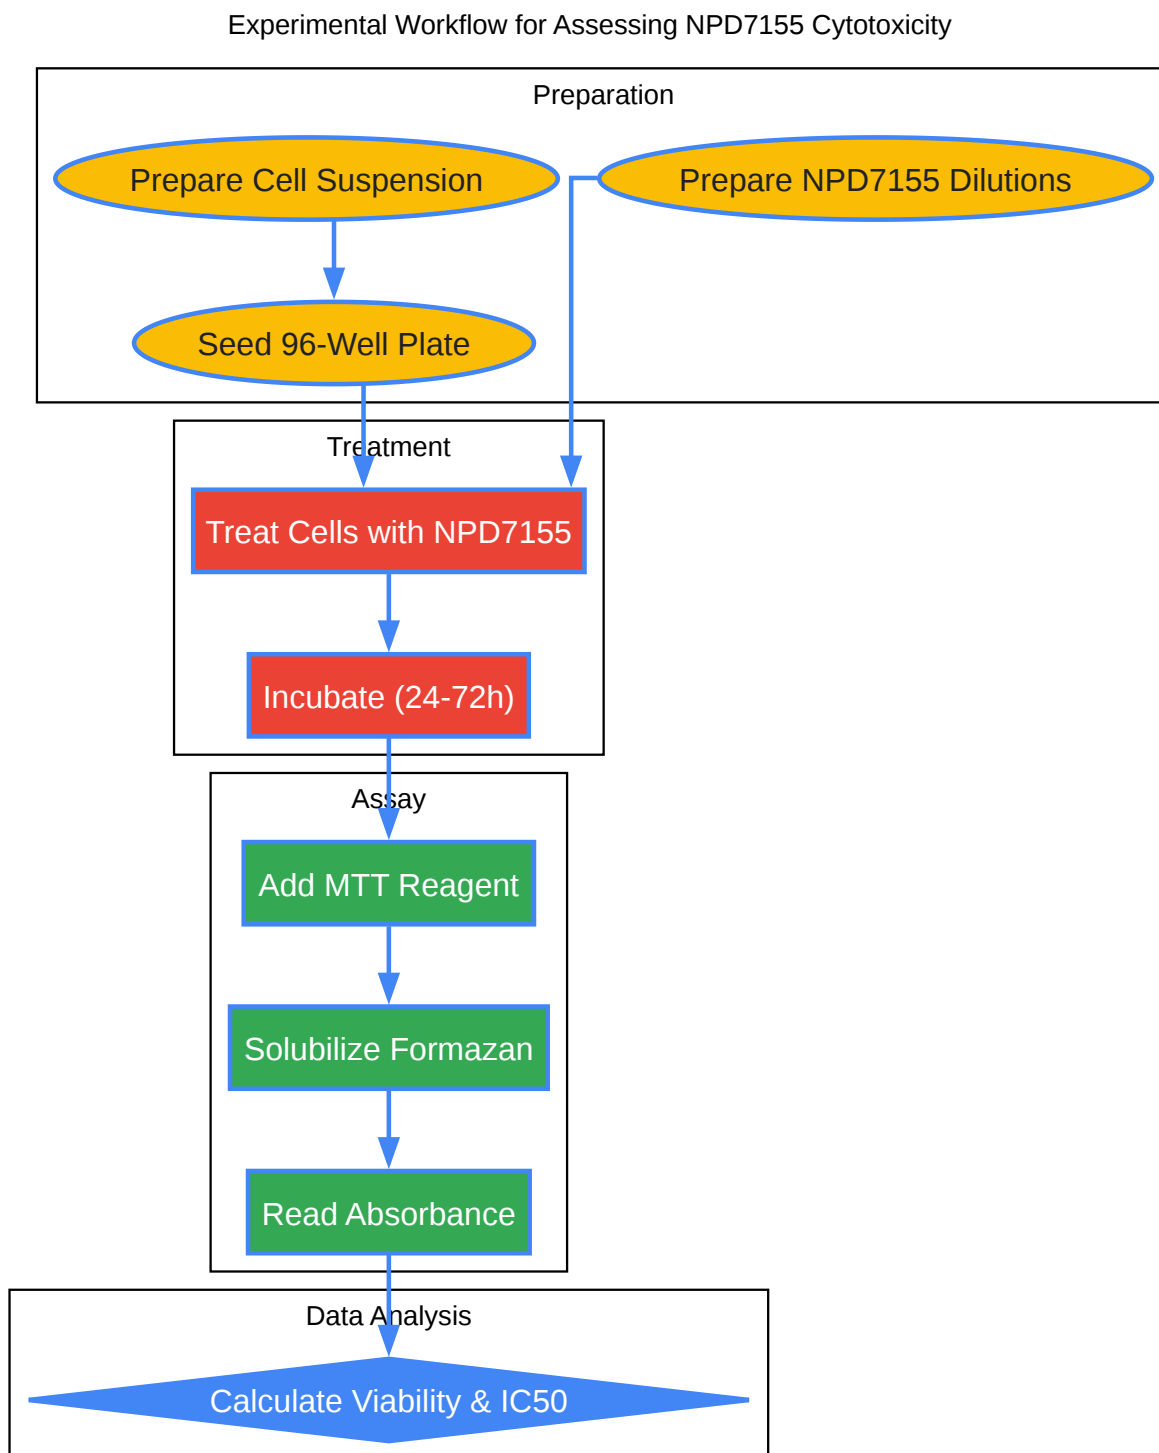 Experimental Workflow for Assessing NPD7155 Cytotoxicity
Preparation
Prepare Cell Suspension
Prepare NPD7155 Dilutions
Seed 96-Well Plate
Treatment
Treat Cells with NPD7155
Incubate (24-72h)
Assay
Add MTT Reagent
Solubilize Formazan
Read Absorbance
Data Analysis
Calculate Viability & IC50